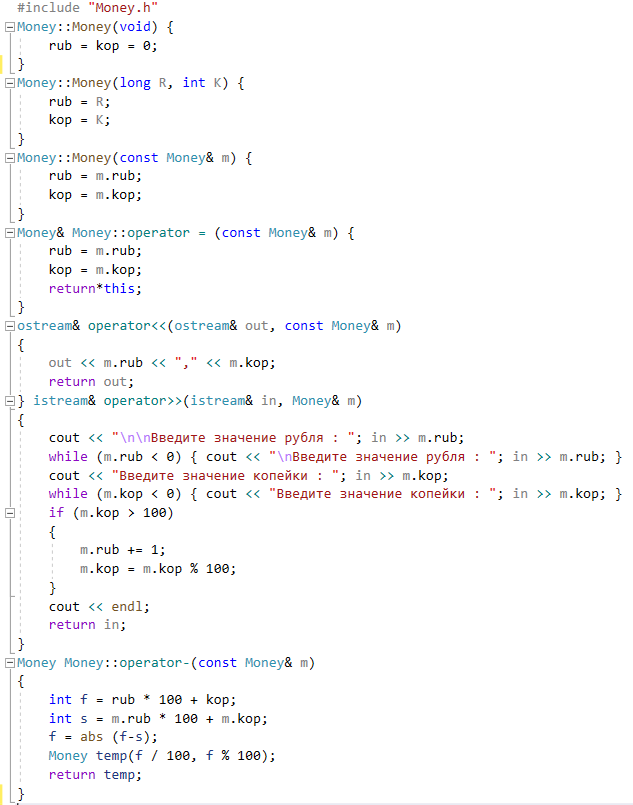 #include "Money.h"
Money::Money(void) {
    rub = kop = 0;
}
Money::Money(long R, int K) {
    rub = R;
    kop = K;
}
Money::Money(const Money& m) {
    rub = m.rub;
    kop = m.kop;
}
Money& Money::operator = (const Money& m) {
    rub = m.rub;
    kop = m.kop;
    return*this;
}
ostream& operator<<(ostream& out, const Money& m)
{
    out << m.rub << "," << m.kop;
    return out;
} istream& operator>>(istream& in, Money& m)
{
    cout << "\n\nВведите значение рубля : "; in >> m.rub;
    while (m.rub < 0) { cout << "\nВведите значение рубля : "; in >> m.rub; }
    cout << "Введите значение копейки : "; in >> m.kop;
    while (m.kop < 0) { cout << "Введите значение копейки : "; in >> m.kop; }
    if (m.kop > 100)
    {
        m.rub += 1;
        m.kop = m.kop % 100;
    }
    cout << endl;
    return in;
}
Money Money::operator-(const Money& m)
{
    int f = rub * 100 + kop;
    int s = m.rub * 100 + m.kop;
    f = abs (f-s);
    Money temp(f / 100, f % 100);
    return temp;
}